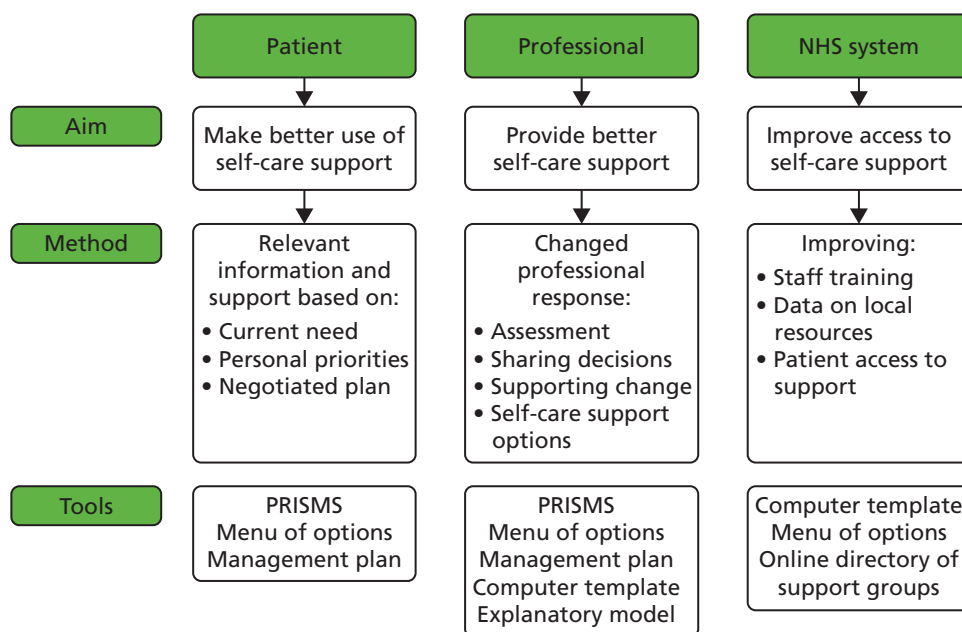 Patient
Professional
NHS system
Aim
Make better use of
self-care support
Provide better
self-care support
Improve access to
self-care support
Method
Relevant
information and
support based on:
• Current need
• Personal priorities
• Negotiated plan
Changed
professional
response:
• Assessment
• Sharing decisions
• Supporting change
• Self-care support
options
Improving:
• Staff training
• Data on local
resources
• Patient access to
support
Tools
PRISMS
Menu of options
Management plan
PRISMS
Menu of options
Management plan
Computer template
Explanatory model
Computer template
Menu of options
Online directory of
support groups